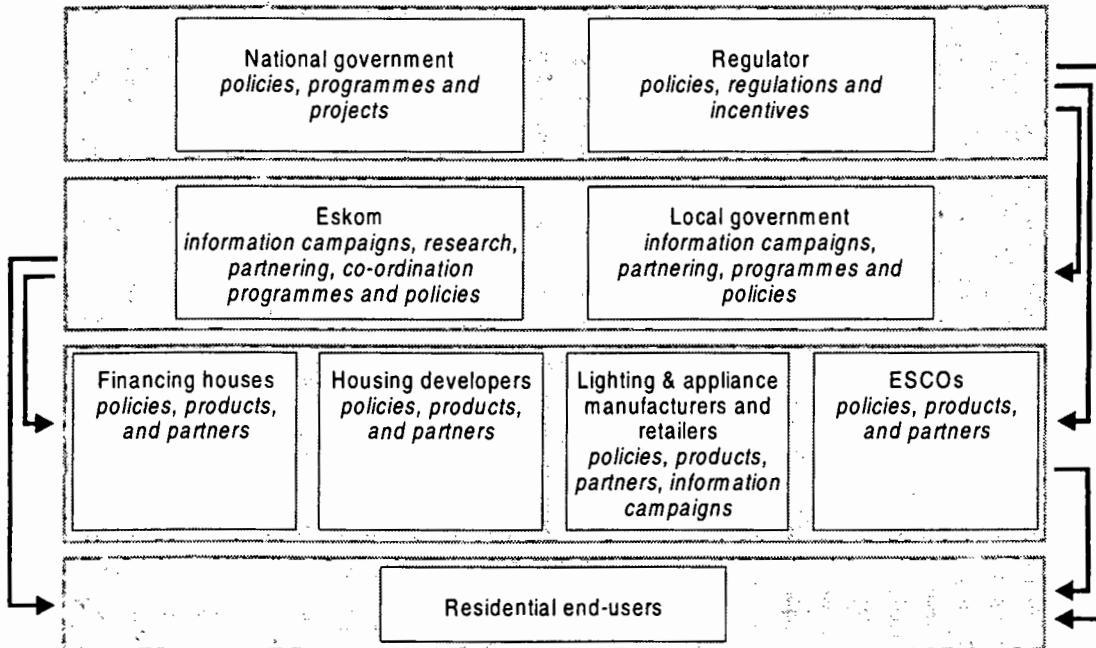 National government
policies, programmes and
projects
Regulator
policies, regulations and
incentives
Eskom
information campaigns, research,
partnering, co-ordination
programmes and policies
Local government
information campaigns,
partnering, programmes and
policies
Financing houses
policies, products,
and partners
Housing developers
policies, products,
and partners
Lighting & appliance
manufacturers and
retailers
policies, products,
partners, information
campaigns
ESCOs
policies, products,
and partners
Residential end-users